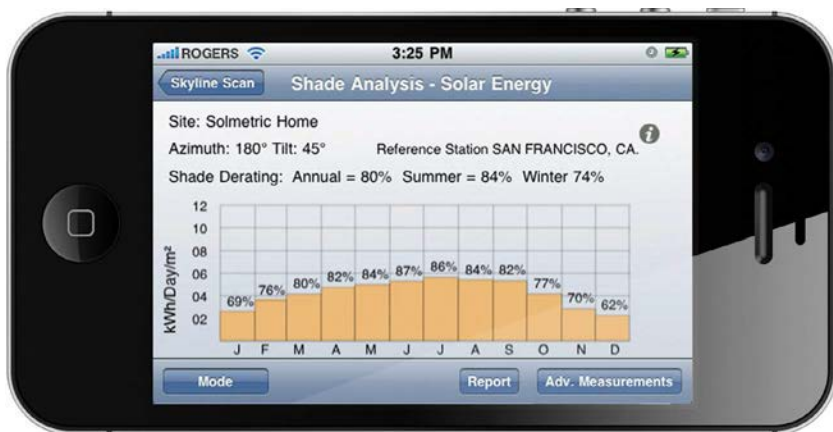 ROGERS 3:25 PM
Skyline Scan Shade Analysis - Solar Energy
Site: Solmetric Home
i
Azimuth: 180° Tilt: 45° Reference Station SAN FRANCISCO, CA.
Shade Derating: Annual = 80% Summer = 84% Winter 74%
kWh/Day/m²
12
10
08
06
04
02
69% 76% 80% 82% 84% 87% 86% 84% 82% 77% 70% 62%
J F M A M J J A S O N D
Mode Report Adv. Measurements